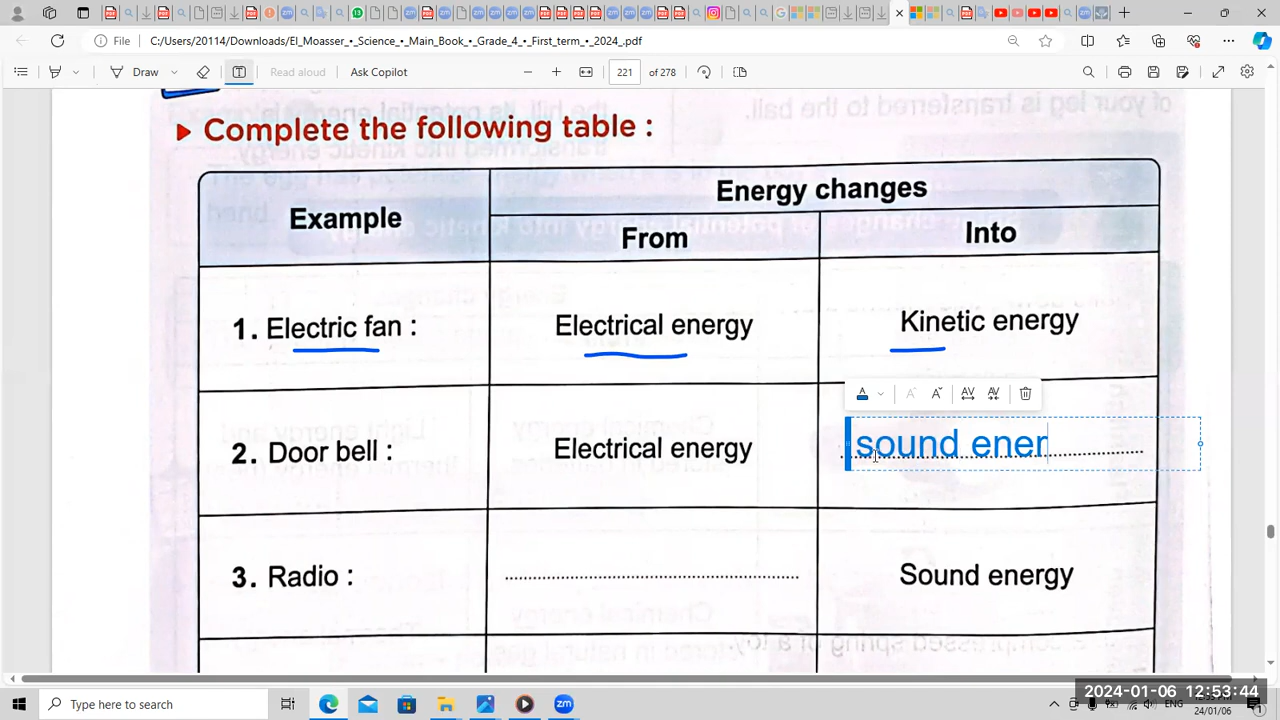 File
C:/Users/20114/Downloads/El_Moasser_•_Science_•_Main_Book_•_Grade_4_•_First_term_•_2024_.pdf
Draw
Read aloud
Ask Copilot
221 of 278
Complete the following table :
Example
Energy changes
From
Into
1. Electric fan :
Electrical energy
Kinetic energy
2. Door bell :
Electrical energy
sound ener
3. Radio :
Sound energy
Type here to search
ENG
2024-01-06 12:53:44
24/01/06